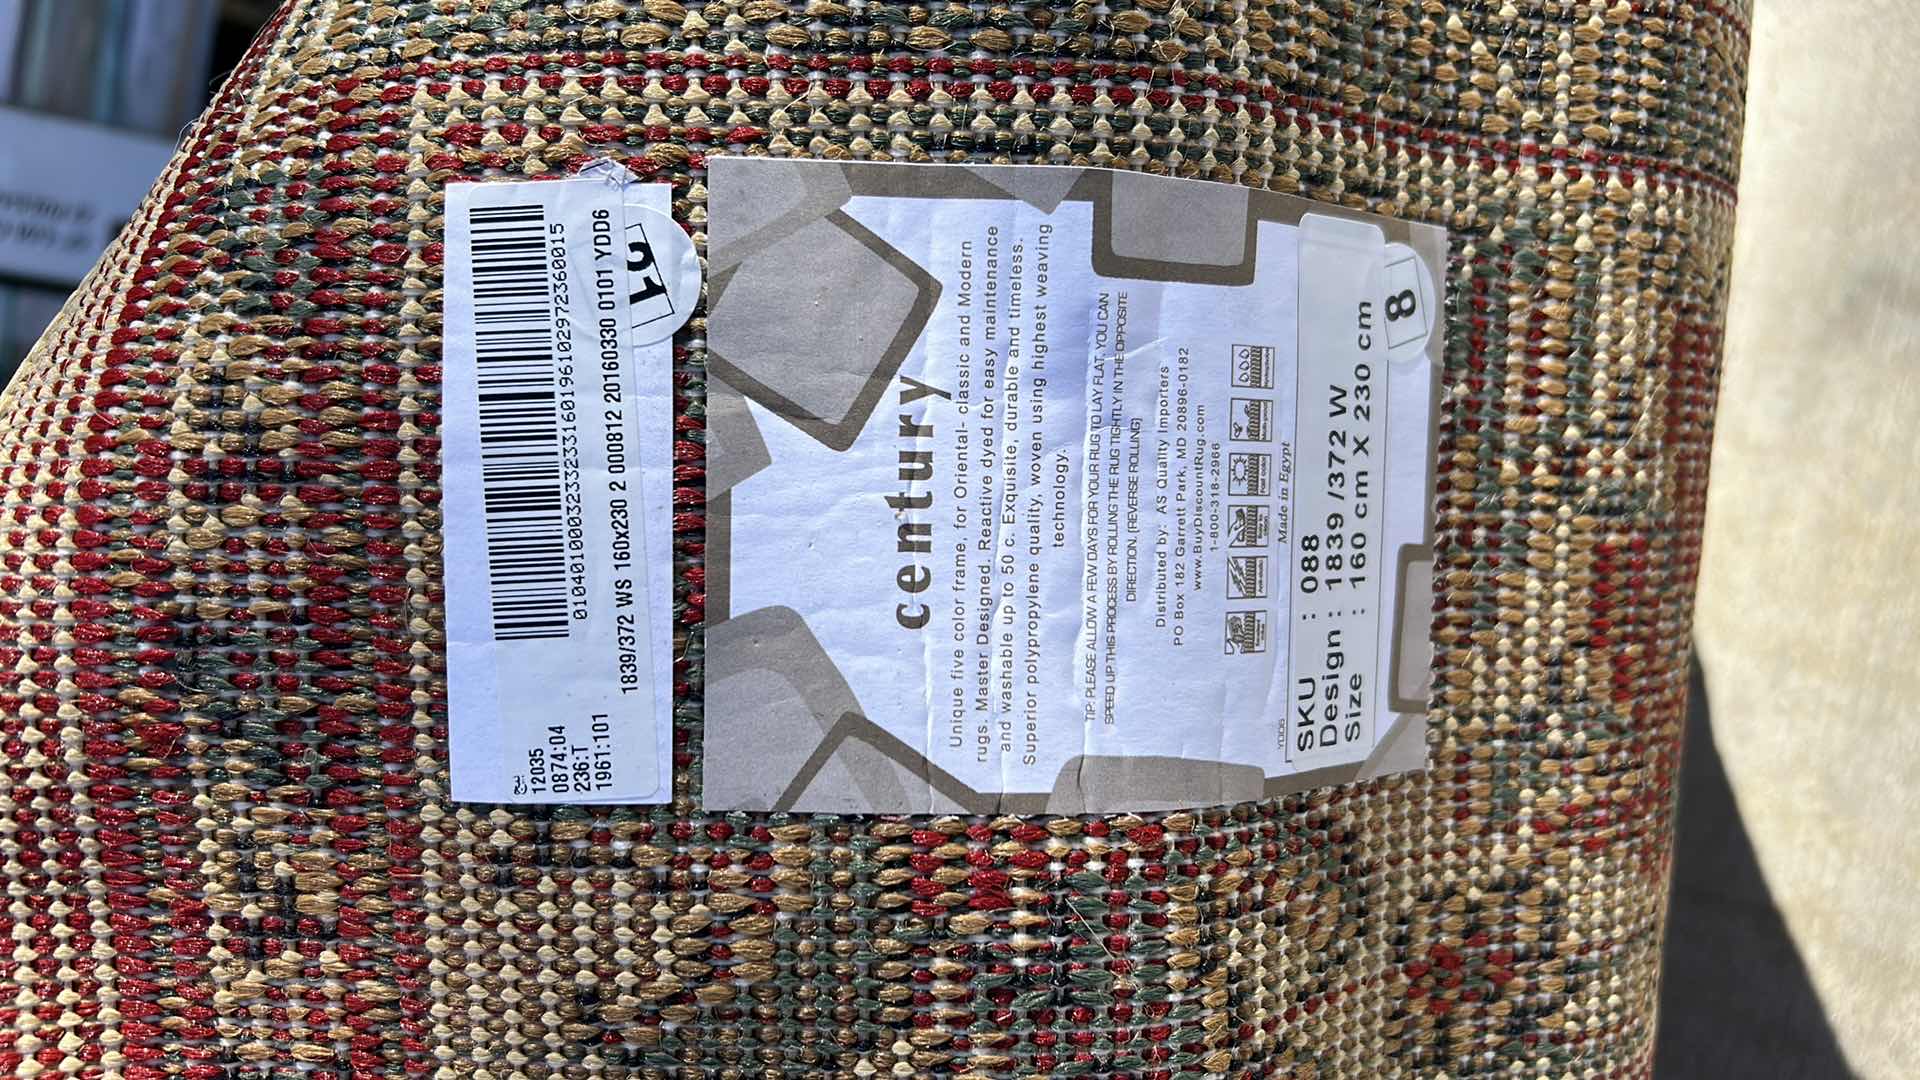 010401000323323316019610297236001​5
1839/372 WS 160x230 2 000812 20160330 0101 YDD6
12035
0874:04
236:T
1961:101
21
century
Unique five color frame, for Oriental- classic and Modern
rugs. Master Designed. Reactive dyed for easy maintenance
and washable up to 50 c. Exquisite, durable and timeless.
Superior polypropylene quality, woven using highest weaving
technology.
TIP: PLEASE ALLOW A FEW DAYS FOR YOUR RUG TO LAY FLAT, YOU CAN
SPEED UP THIS PROCESS BY ROLLING THE RUG TIGHTLY IN THE OPPOSITE
DIRECTION. (REVERSE ROLLING)
Distributed by: AS Quality Importers
PO Box 182 Garrett Park, MD 20896-0182
www.BuyDiscountRug.com
1-800-318-2966
Made in Egypt
YDD6
SKU : 088
Design : 1839 /372 W
Size : 160 cm X 230 cm
8